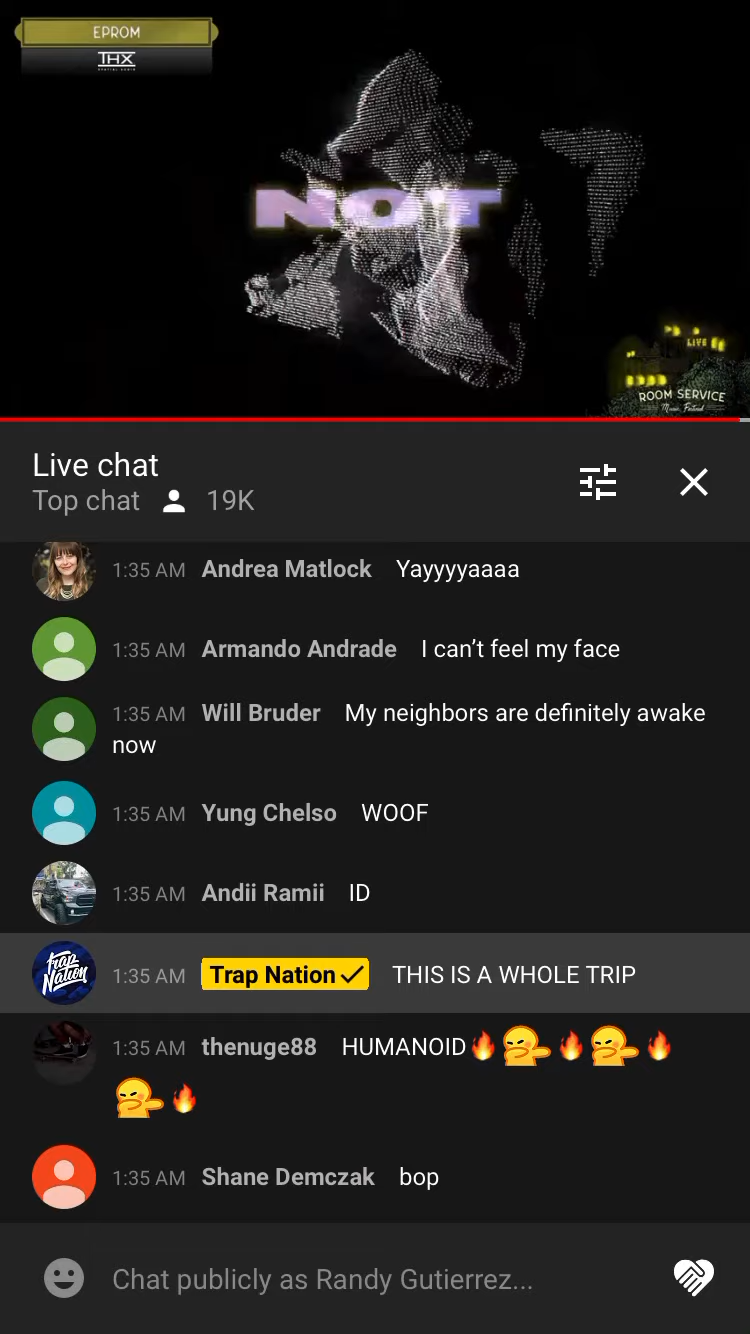 EPROM
THX
SPATIAL AUDIO
NOT
LIVE
ROOM SERVICE
Music Festival
Live chat
Top chat 19K
1:35 AM Andrea Matlock Yayyyyaaaa
1:35 AM Armando Andrade I can’t feel my face
1:35 AM Will Bruder My neighbors are definitely awake
now
1:35 AM Yung Chelso WOOF
1:35 AM Andii Ramii ID
Trap
Nation
1:35 AM Trap Nation THIS IS A WHOLE TRIP
1:35 AM thenuge88 HUMANOID🔥🔥🔥
🔥
1:35 AM Shane Demczak bop
Chat publicly as Randy Gutierrez...